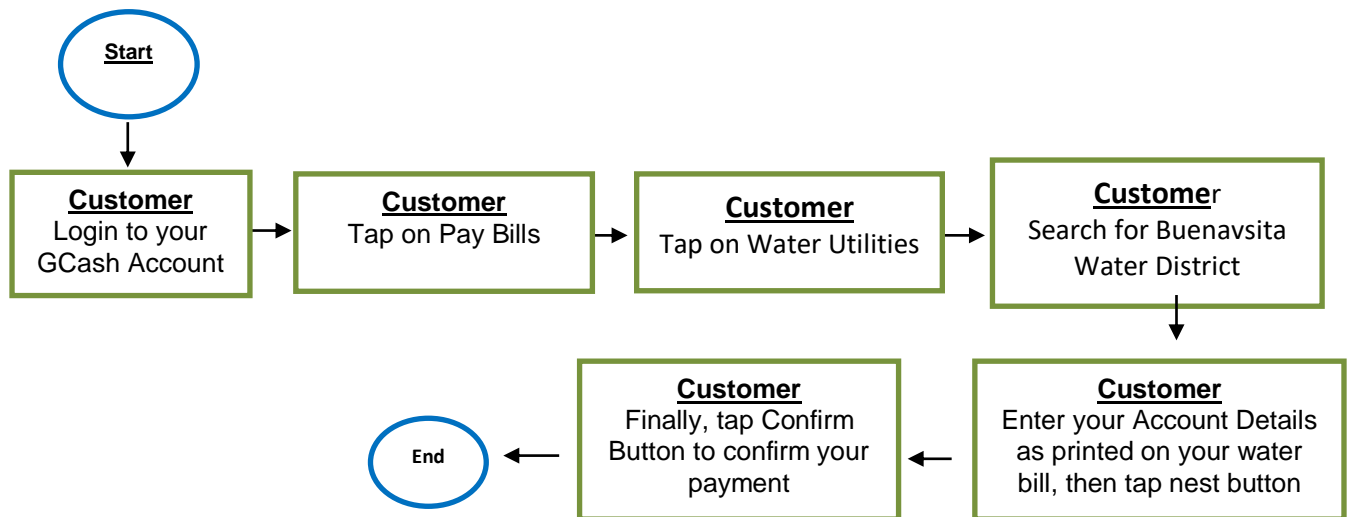 Start
Customer
Login to your
GCash Account
Customer
Tap on Pay Bills
Customer
Tap on Water Utilities
Customer
Search for Buenavsita
Water District
Customer
Enter your Account Details
as printed on your water
bill, then tap nest button
Customer
Finally, tap Confirm
Button to confirm your
payment
End